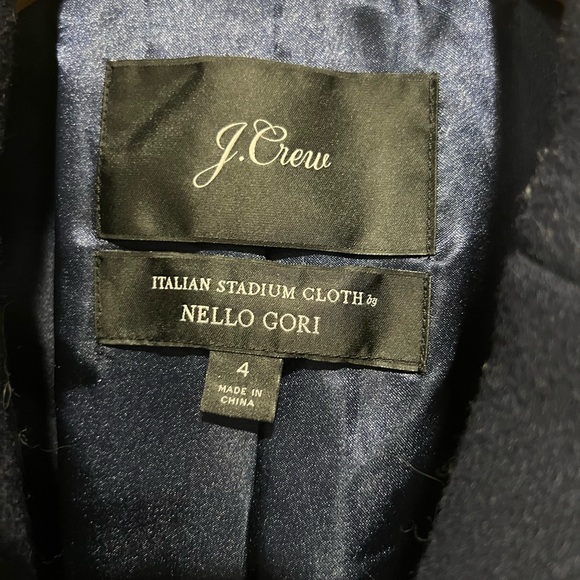 J.Crew
ITALIAN STADIUM CLOTH by
NELLO GORI
4
MADE IN
CHINA